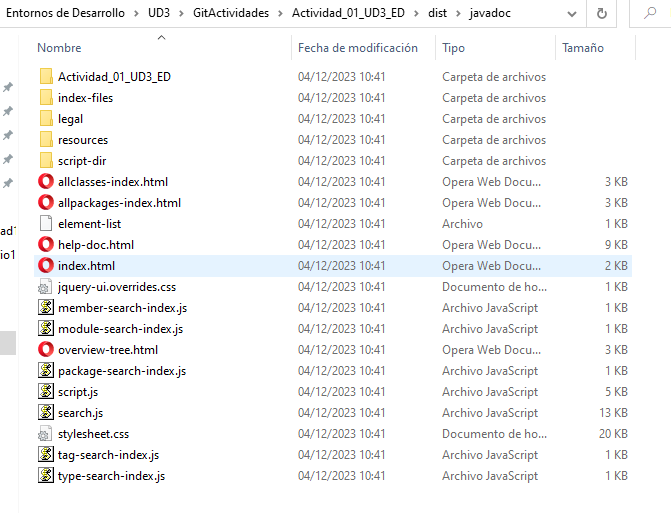 Entornos de Desarrollo > UD3 > GitActividades > Actividad_01_UD3_ED > dist > javadoc
Nombre Fecha de modificación Tipo Tamaño
Actividad_01_UD3_ED 04/12/2023 10:41 Carpeta de archivos
index-files 04/12/2023 10:41 Carpeta de archivos
legal 04/12/2023 10:41 Carpeta de archivos
resources 04/12/2023 10:41 Carpeta de archivos
script-dir 04/12/2023 10:41 Carpeta de archivos
allclasses-index.html 04/12/2023 10:41 Opera Web Docu... 3 KB
allpackages-index.html 04/12/2023 10:41 Opera Web Docu... 3 KB
element-list 04/12/2023 10:41 Archivo 1 KB
help-doc.html 04/12/2023 10:41 Opera Web Docu... 9 KB
index.html 04/12/2023 10:41 Opera Web Docu... 2 KB
jquery-ui.overrides.css 04/12/2023 10:41 Documento de ho... 1 KB
member-search-index.js 04/12/2023 10:41 Archivo JavaScript 1 KB
module-search-index.js 04/12/2023 10:41 Archivo JavaScript 1 KB
overview-tree.html 04/12/2023 10:41 Opera Web Docu... 3 KB
package-search-index.js 04/12/2023 10:41 Archivo JavaScript 1 KB
script.js 04/12/2023 10:41 Archivo JavaScript 5 KB
search.js 04/12/2023 10:41 Archivo JavaScript 13 KB
stylesheet.css 04/12/2023 10:41 Documento de ho... 20 KB
tag-search-index.js 04/12/2023 10:41 Archivo JavaScript 1 KB
type-search-index.js 04/12/2023 10:41 Archivo JavaScript 1 KB